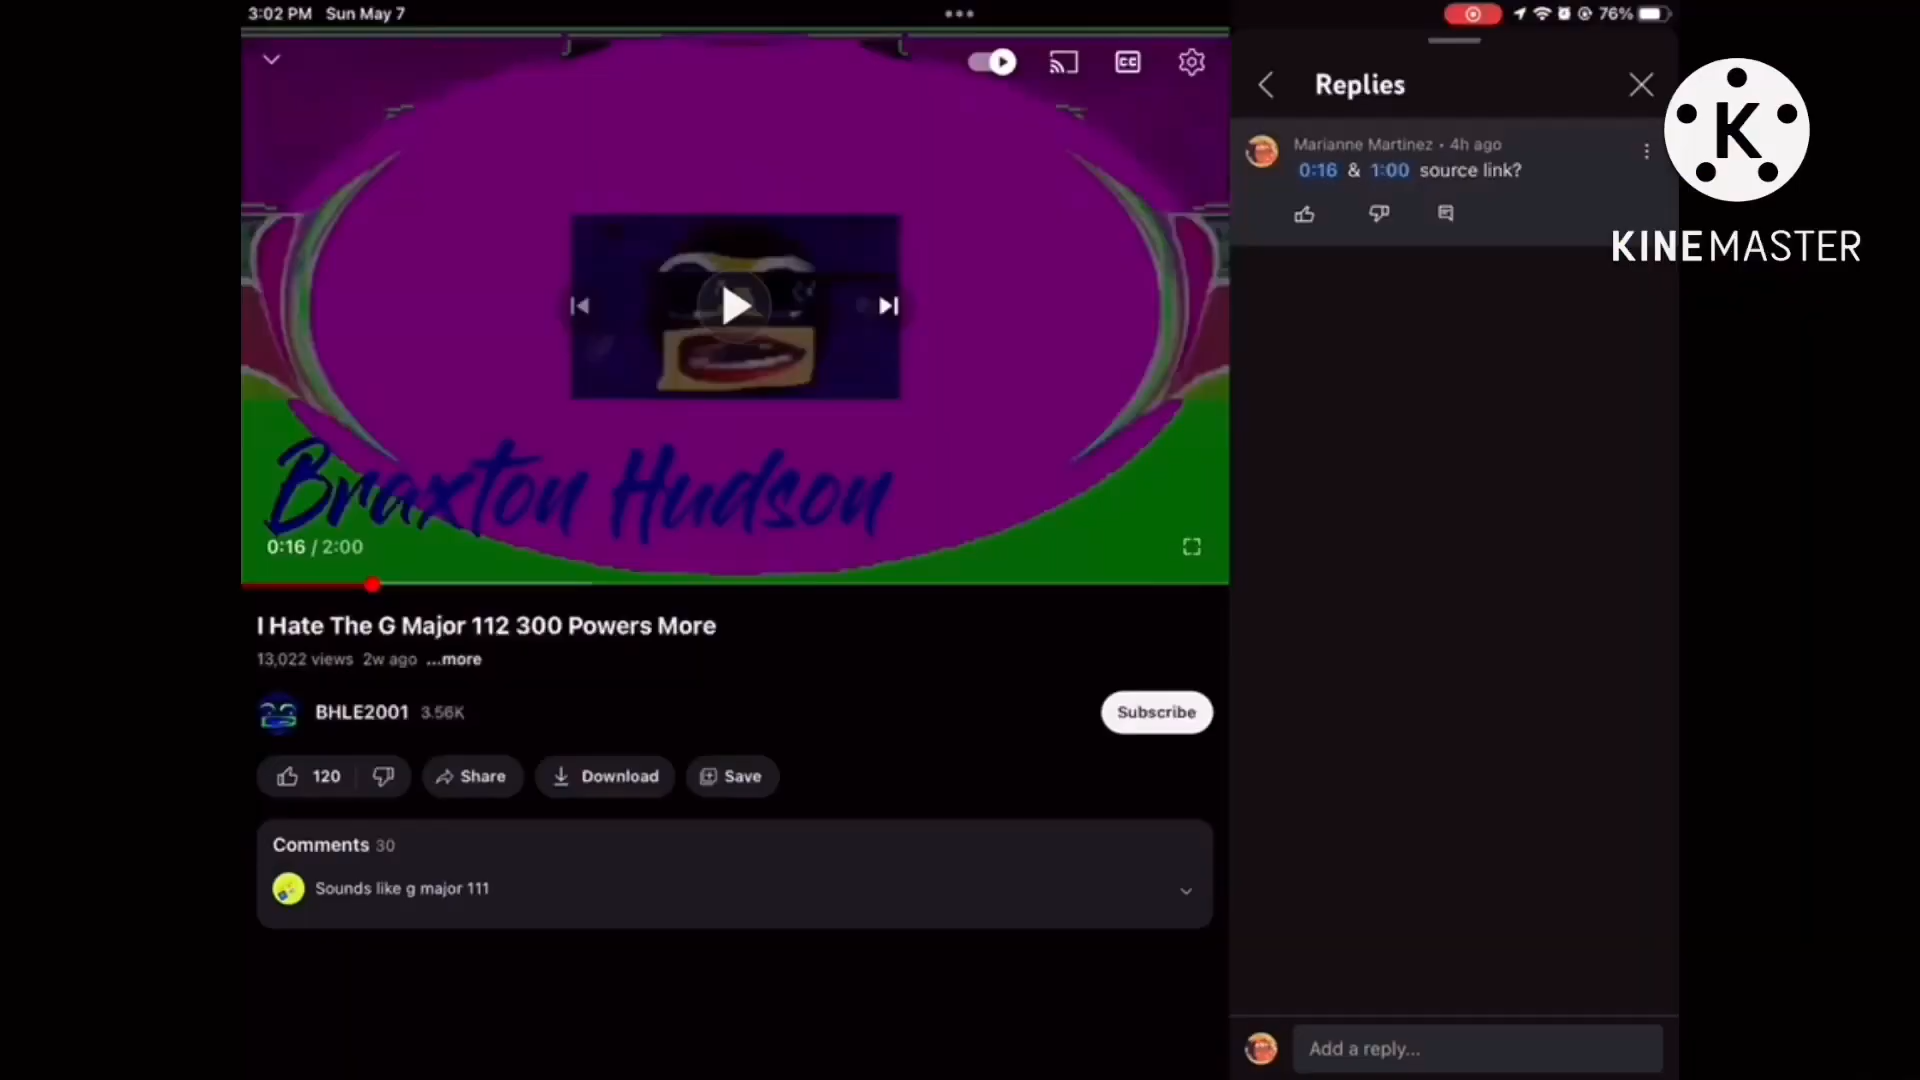 3:02 PM Sun May 7
76%
CC
Replies
K
KINEMASTER
Marianne Martinez • 4h ago
0:16 & 1:00 source link?
Braxton Hudson
0:16 / 2:00
I Hate The G Major 112 300 Powers More
13,022 views 2w ago ...more
BHLE2001 3.56K
Subscribe
120 Share Download Save
Comments 30
Sounds like g major 111
Add a reply...